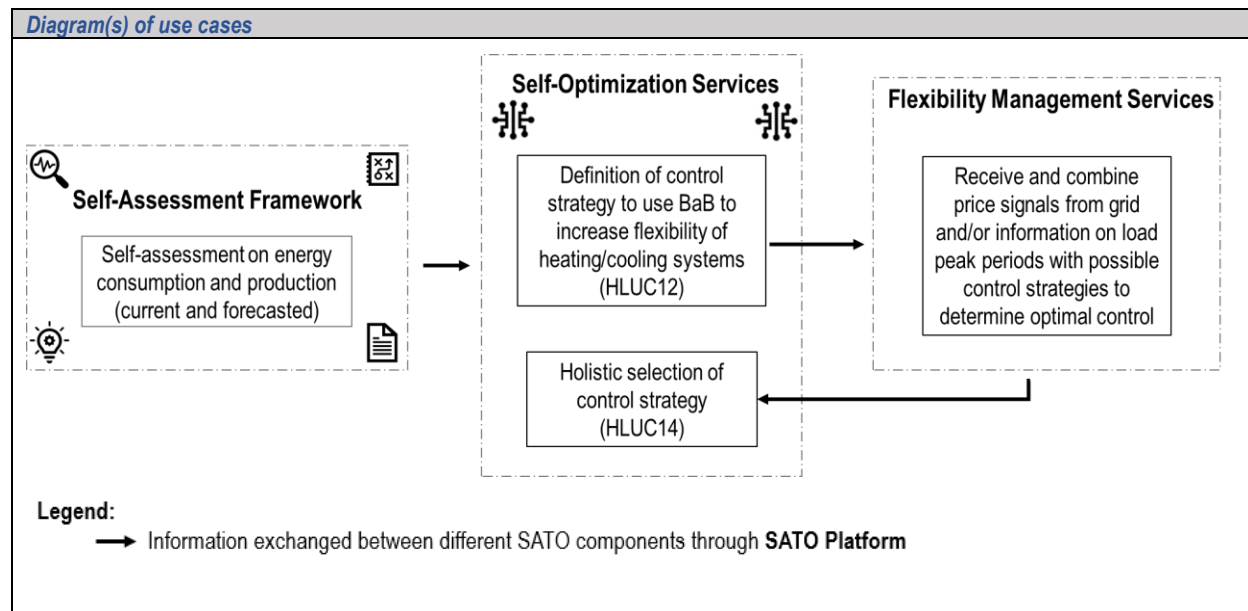 Diagram(s) of use cases
Self-Assessment Framework
Self-assessment on energy
consumption and production
(current and forecasted)
Self-Optimization Services
Definition of control
strategy to use BaB to
increase flexibility of
heating/cooling systems
(HLUC12)
Holistic selection of
control strategy
(HLUC14)
Flexibility Management Services
Receive and combine
price signals from grid
and/or information on load
peak periods with possible
control strategies to
determine optimal control
Legend:
Information exchanged between different SATO components through SATO Platform